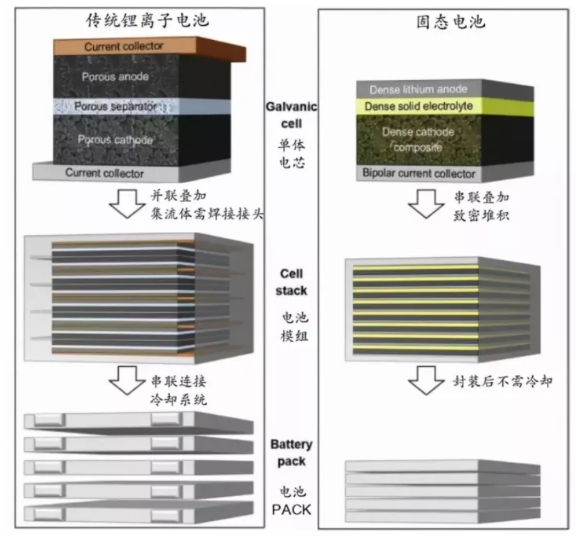 传统锂离子电池
Current collector
Porous anode
Porous separator
Porous cathode
Current collector
并联叠加
集流体需焊接接头
串联连接
冷却系统
Galvanic
cell
单体
电芯
Cell
stack
电池
模组
Battery
pack
电池
PACK
固态电池
Dense lithium anode
Dense solid electrolyte
Dense cathode
composite
Bipolar current collector
串联叠加
致密堆积
封装后不需冷却